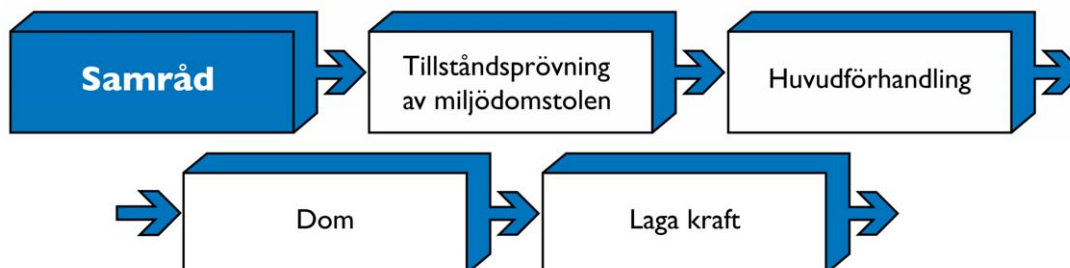 Samråd
Tillståndsprövning
av miljödomstolen
Huvudförhandling
Dom
Laga kraft